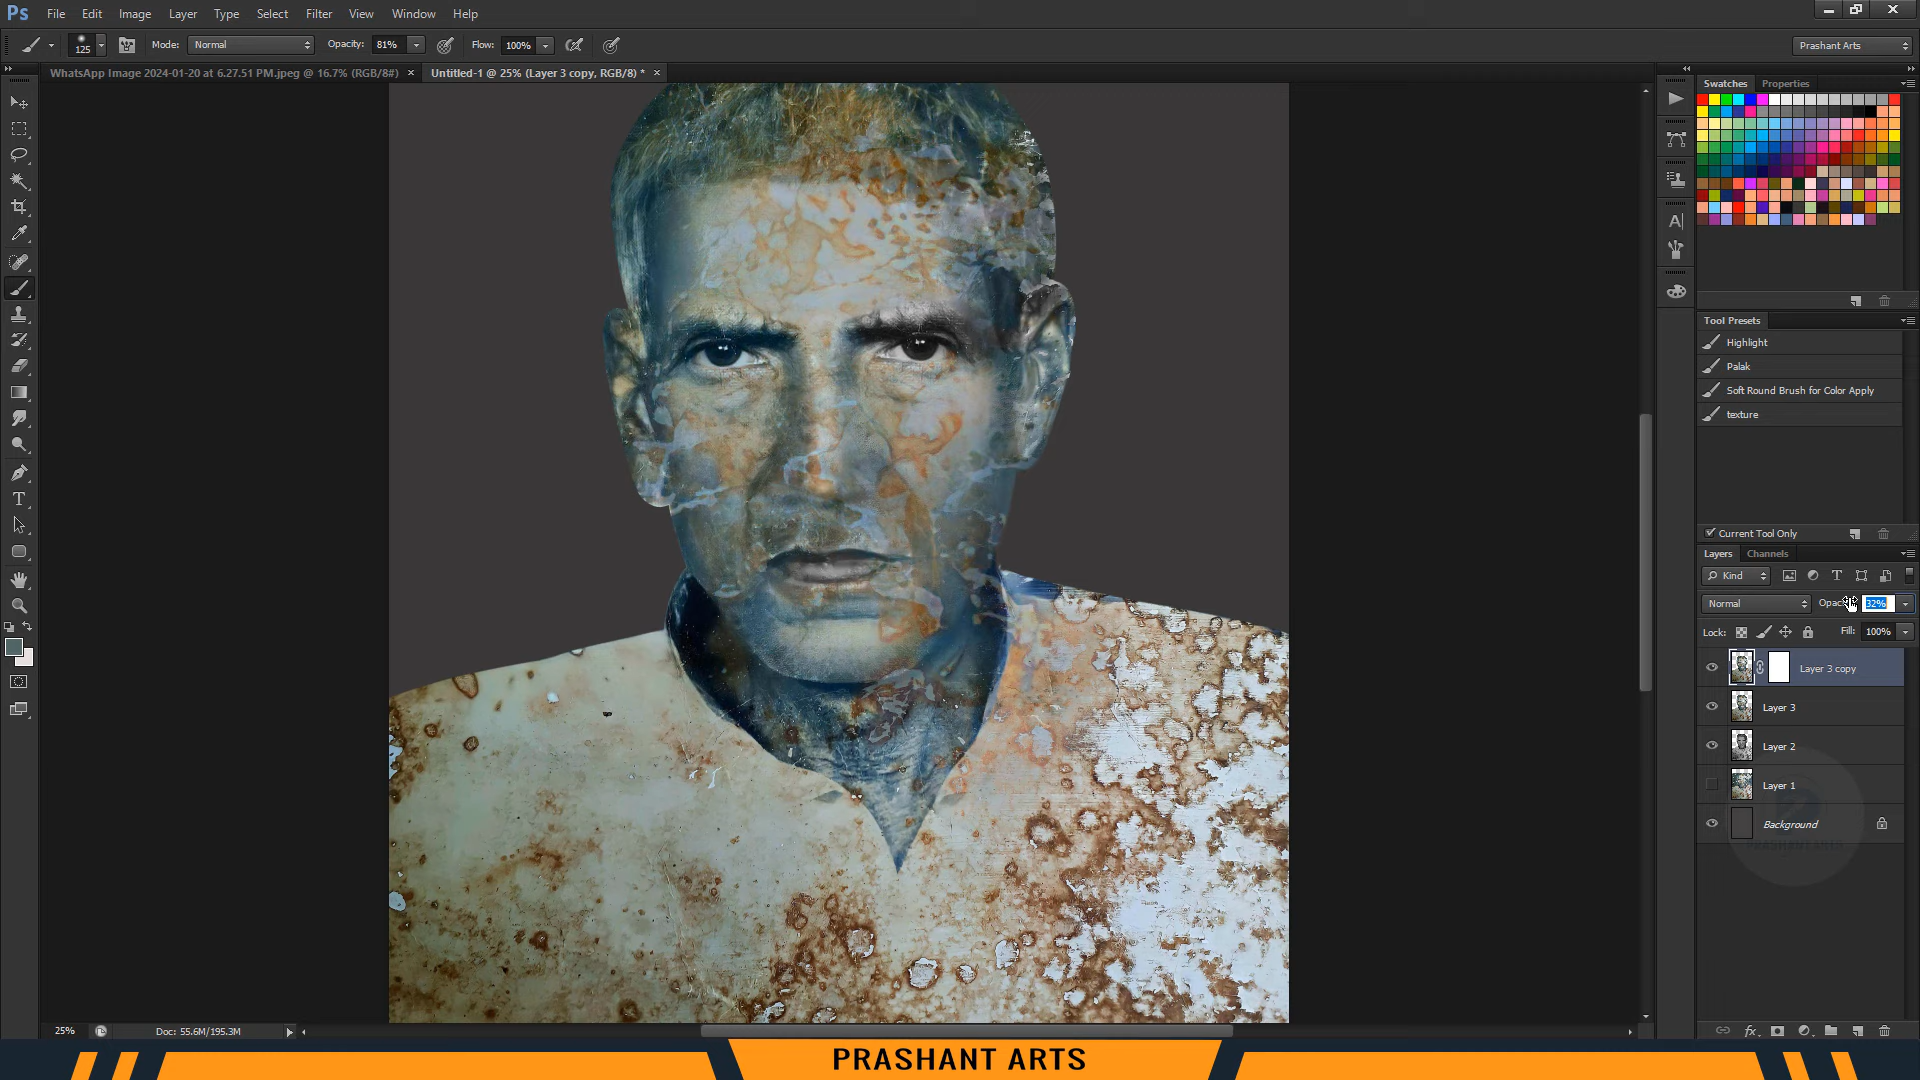 Ps File Edit Image Layer Type Select Filter View Window Help
125 Mode: Normal Opacity: 81% Flow: 100% Prashant Arts
WhatsApp Image 2024-01-20 at 6.27.51 PM.jpeg @ 16.7% (RGB/8#) × Untitled-1 @ 25% (Layer 3 copy, RGB/8) * ×
Swatches Properties
Tool Presets
Highlight
Palak
Soft Round Brush for Color Apply
texture
Current Tool Only
Layers Channels
Kind
Normal 32%
Lock: Fill: 100%
Layer 3 copy
Layer 3
Layer 2
Layer 1
Background
PRASHANT ARTS
25% Doc: 55.6M/195.3M
PRASHANT ARTS